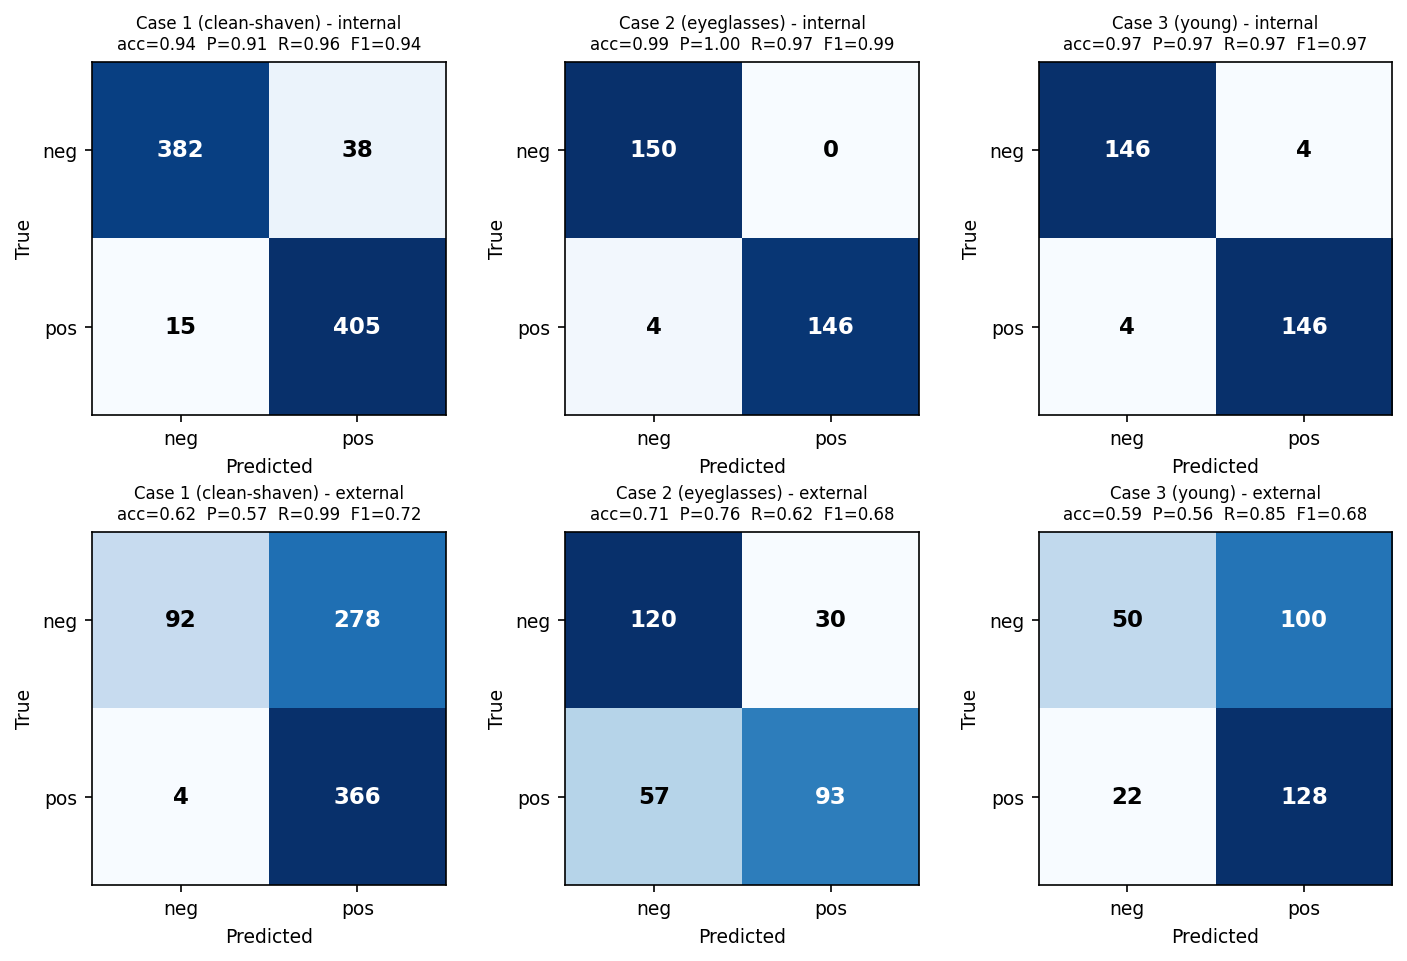 Case 1 (clean-shaven) - internal
acc=0.94  P=0.91  R=0.96  F1=0.94
neg
382
38
True
pos
15
405
neg
pos
Predicted
Case 2 (eyeglasses) - internal
acc=0.99  P=1.00  R=0.97  F1=0.99
neg
150
0
True
pos
4
146
neg
pos
Predicted
Case 3 (young) - internal
acc=0.97  P=0.97  R=0.97  F1=0.97
neg
146
4
True
pos
4
146
neg
pos
Predicted
Case 1 (clean-shaven) - external
acc=0.62  P=0.57  R=0.99  F1=0.72
neg
92
278
True
pos
4
366
neg
pos
Predicted
Case 2 (eyeglasses) - external
acc=0.71  P=0.76  R=0.62  F1=0.68
neg
120
30
True
pos
57
93
neg
pos
Predicted
Case 3 (young) - external
acc=0.59  P=0.56  R=0.85  F1=0.68
neg
50
100
True
pos
22
128
neg
pos
Predicted